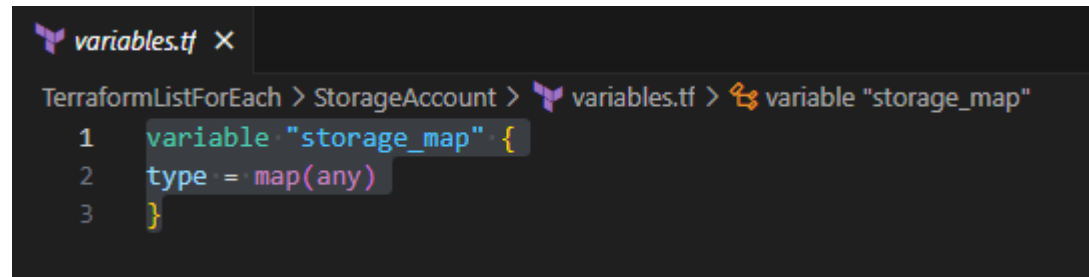 variables.tf ×
TerraformListForEach > StorageAccount > variables.tf > variable "storage_map"
1 variable "storage_map" {
2 type = map(any)
3 }